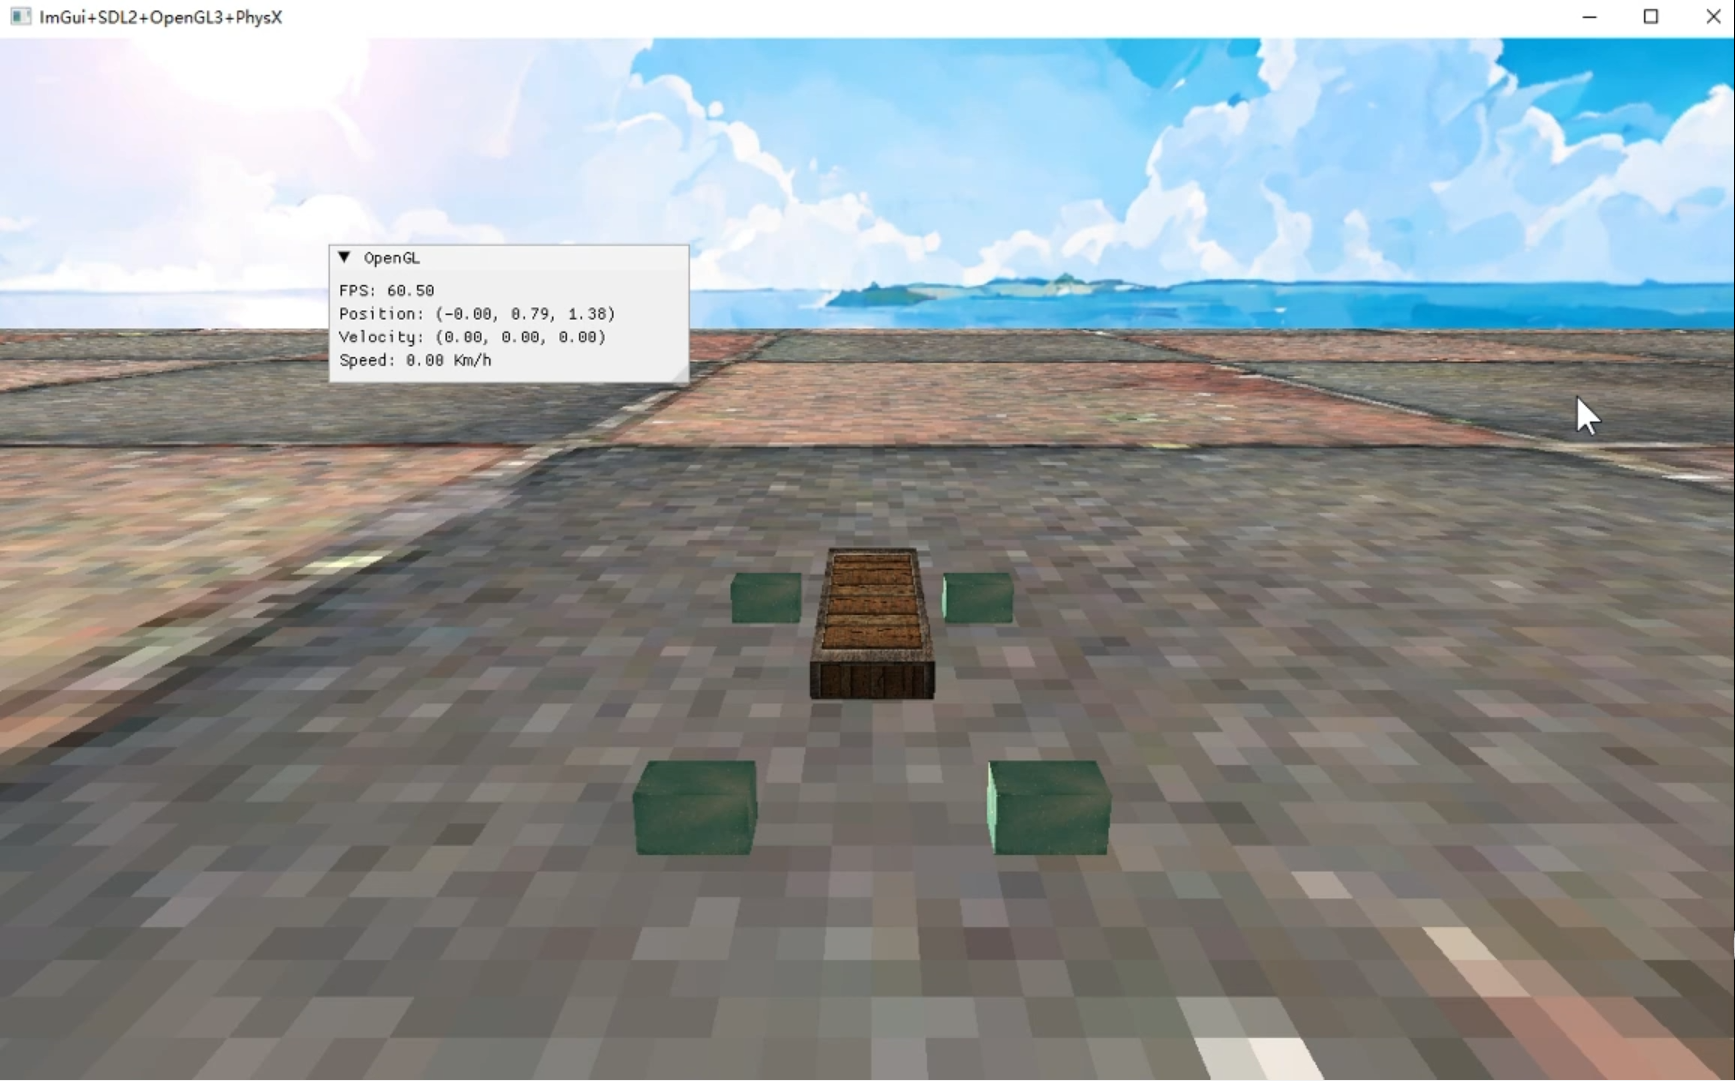 ImGui+SDL2+OpenGL3+PhysX
OpenGL
FPS: 60.50
Position: (-0.00, 0.79, 1.38)
Velocity: (0.00, 0.00, 0.00)
Speed: 0.00 Km/h